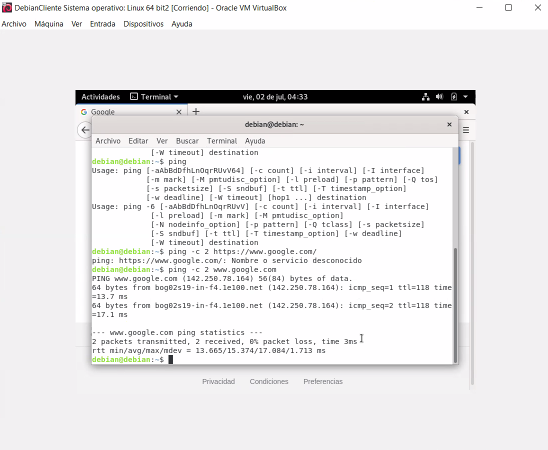 DebianCliente Sistema operativo: Linux 64 bit2 [Corriendo] - Oracle VM VirtualBox
Archivo Máquina Ver Entrada Dispositivos Ayuda
Actividades Terminal vie, 02 de jul, 04:33
Google
debian@debian: ~
Archivo Editar Ver Buscar Terminal Ayuda
[-W timeout] destination
debian@debian:~$ ping
Usage: ping [-aAbBdDfhLnOqrRUvV64] [-c count] [-i interval] [-I interface]
[-m mark] [-M pmtudisc_option] [-l preload] [-p pattern] [-Q tos]
[-s packetsize] [-S sndbuf] [-t ttl] [-T timestamp_option]
[-w deadline] [-W timeout] [hop1 ...] destination
Usage: ping -6 [-aAbBdDfhLnOqrRUvV] [-c count] [-i interval] [-I interface]
[-l preload] [-m mark] [-M pmtudisc_option]
[-N nodeinfo_option] [-p pattern] [-Q tclass] [-s packetsize]
[-S sndbuf] [-t ttl] [-T timestamp_option] [-w deadline]
[-W timeout] destination
debian@debian:~$ ping -c 2 https://www.google.com/
ping: https://www.google.com/: Nombre o servicio desconocido
debian@debian:~$ ping -c 2 www.google.com
PING www.google.com (142.250.78.164) 56(84) bytes of data.
64 bytes from bog02s19-in-f4.1e100.net (142.250.78.164): icmp_seq=1 ttl=118 time
=13.7 ms
64 bytes from bog02s19-in-f4.1e100.net (142.250.78.164): icmp_seq=2 ttl=118 time
=17.1 ms
--- www.google.com ping statistics ---
2 packets transmitted, 2 received, 0% packet loss, time 3ms
rtt min/avg/max/mdev = 13.665/15.374/17.084/1.713 ms
debian@debian:~$
Privacidad Condiciones Preferencias